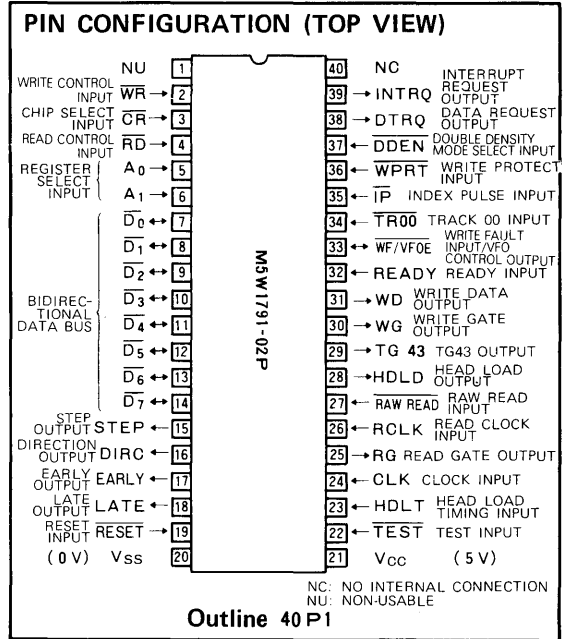 PIN CONFIGURATION (TOP VIEW)
NU 1
WRITE CONTROL INPUT WR 2
CHIP SELECT INPUT CR 3
READ CONTROL INPUT RD 4
REGISTER SELECT INPUT
A0 5
A1 6
BIDIREC-TIONAL DATA BUS
D0 7
D1 8
D2 9
D3 10
D4 11
D5 12
D6 13
D7 14
STEP OUTPUT STEP 15
DIRECTION OUTPUT DIRC 16
EARLY OUTPUT EARLY 17
LATE OUTPUT LATE 18
RESET INPUT RESET 19
(0V) VSS 20
M5W1791-02P
40 NC
39 INTRQ INTERRUPT REQUEST OUTPUT
38 DTRQ DATA REQUEST OUTPUT
37 DDEN DOUBLE DENSITY MODE SELECT INPUT
36 WPRT WRITE PROTECT INPUT
35 IP INDEX PULSE INPUT
34 TR00 TRACK 00 INPUT
33 WF/VFOE WRITE FAULT INPUT/VFO CONTROL OUTPUT
32 READY READY INPUT
31 WD WRITE DATA OUTPUT
30 WG WRITE GATE OUTPUT
29 TG 43 TG43 OUTPUT
28 HDLD HEAD LOAD OUTPUT
27 RAW READ RAW READ INPUT
26 RCLK READ CLOCK INPUT
25 RG READ GATE OUTPUT
24 CLK CLOCK INPUT
23 HDLT HEAD LOAD TIMING INPUT
22 TEST TEST INPUT
21 VCC (5V)
NC: NO INTERNAL CONNECTION
NU: NON-USABLE
Outline 40P1